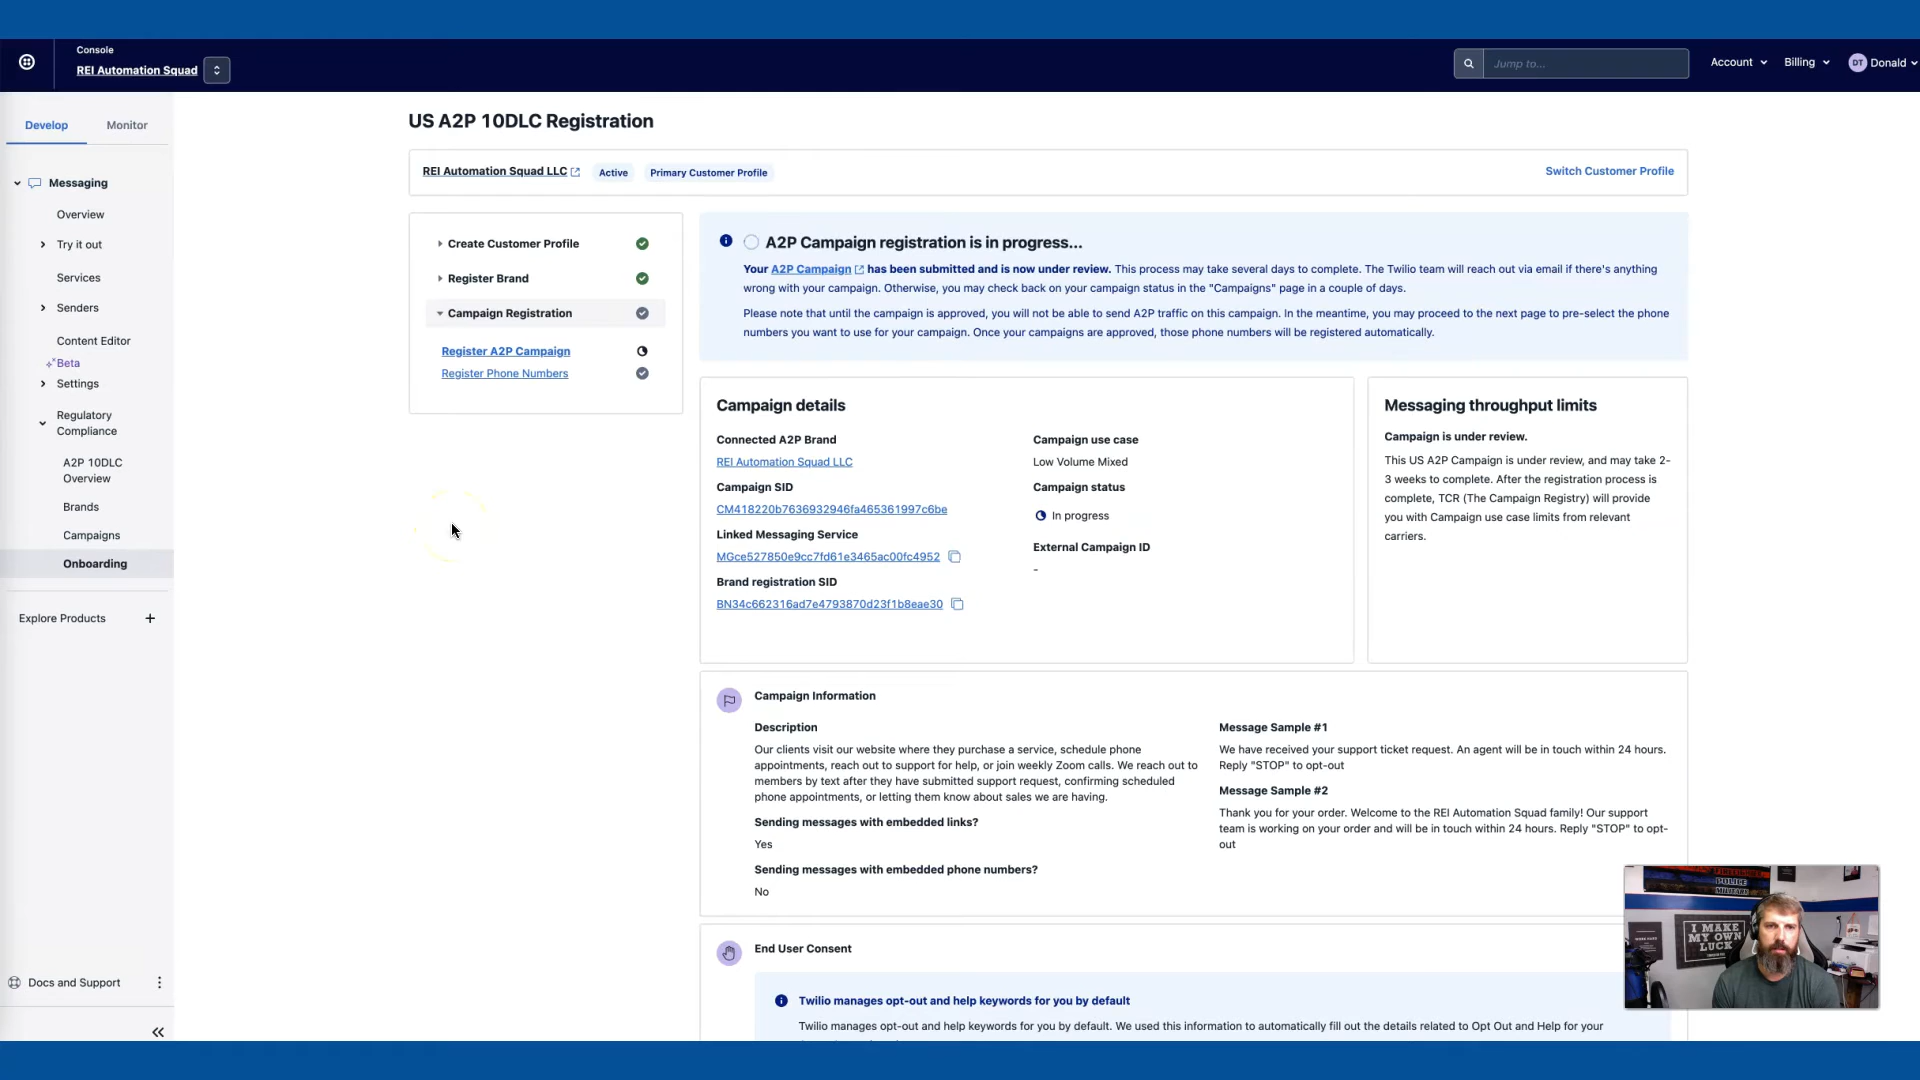 Console
REI Automation Squad
Jump to...
Account
Billing
DT Donald
Develop
Monitor
Messaging
Overview
Try it out
Services
Senders
Content Editor
Beta
Settings
Regulatory
Compliance
A2P 10DLC
Overview
Brands
Campaigns
Onboarding
Explore Products
Docs and Support
US A2P 10DLC Registration
REI Automation Squad LLC Active Primary Customer Profile
Switch Customer Profile
Create Customer Profile
Register Brand
Campaign Registration
Register A2P Campaign
Register Phone Numbers
A2P Campaign registration is in progress...
Your A2P Campaign has been submitted and is now under review. This process may take several days to complete. The Twilio team will reach out via email if there's anything
wrong with your campaign. Otherwise, you may check back on your campaign status in the "Campaigns" page in a couple of days.
Please note that until the campaign is approved, you will not be able to send A2P traffic on this campaign. In the meantime, you may proceed to the next page to pre-select the phone
numbers you want to use for your campaign. Once your campaigns are approved, those phone numbers will be registered automatically.
Campaign details
Connected A2P Brand
REI Automation Squad LLC
Campaign SID
CM418220b7636932946fa465361997c6be
Linked Messaging Service
MGce527850e9cc7fd61e3465ac00fc4952
Brand registration SID
BN34c662316ad7e4793870d23f1b8eae30
Campaign use case
Low Volume Mixed
Campaign status
In progress
External Campaign ID
-
Messaging throughput limits
Campaign is under review.
This US A2P Campaign is under review, and may take 2-
3 weeks to complete. After the registration process is
complete, TCR (The Campaign Registry) will provide
you with Campaign use case limits from relevant
carriers.
Campaign Information
Description
Our clients visit our website where they purchase a service, schedule phone
appointments, reach out to support for help, or join weekly Zoom calls. We reach out to
members by text after they have submitted support request, confirming scheduled
phone appointments, or letting them know about sales we are having.
Sending messages with embedded links?
Yes
Sending messages with embedded phone numbers?
No
Message Sample #1
We have received your support ticket request. An agent will be in touch within 24 hours.
Reply "STOP" to opt-out
Message Sample #2
Thank you for your order. Welcome to the REI Automation Squad family! Our support
team is working on your order and will be in touch within 24 hours. Reply "STOP" to opt-
out
End User Consent
Twilio manages opt-out and help keywords for you by default
Twilio manages opt-out and help keywords for you by default. We used this information to automatically fill out the details related to Opt Out and Help for your
POLICE
MILITARY
I MAKE
MY OWN
LUCK